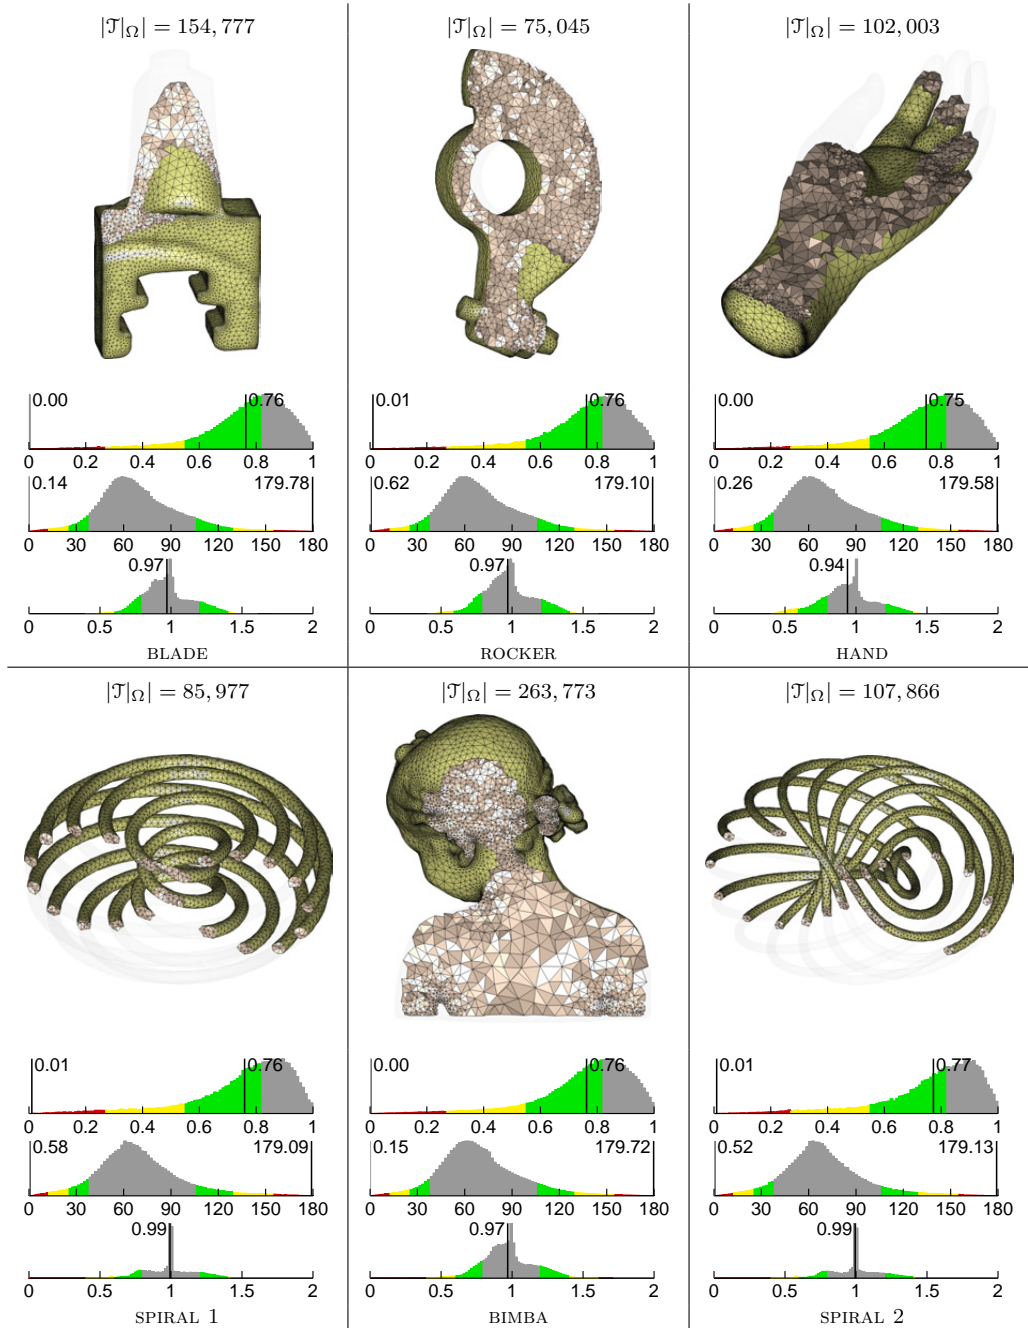 |𝒯|Ω| = 154,777
|𝒯|Ω| = 75,045
|𝒯|Ω| = 102,003
0.00 0.76
0 0.2 0.4 0.6 0.8 1
0.14 179.78
0 30 60 90 120 150 180
0.97
0 0.5 1 1.5 2
BLADE
0.01 0.76
0 0.2 0.4 0.6 0.8 1
0.62 179.10
0 30 60 90 120 150 180
0.97
0 0.5 1 1.5 2
ROCKER
0.00 0.75
0 0.2 0.4 0.6 0.8 1
0.26 179.58
0 30 60 90 120 150 180
0.94
0 0.5 1 1.5 2
HAND
|𝒯|Ω| = 85,977
|𝒯|Ω| = 263,773
|𝒯|Ω| = 107,866
0.01 0.76
0 0.2 0.4 0.6 0.8 1
0.58 179.09
0 30 60 90 120 150 180
0.99
0 0.5 1 1.5 2
SPIRAL 1
0.00 0.76
0 0.2 0.4 0.6 0.8 1
0.15 179.72
0 30 60 90 120 150 180
0.97
0 0.5 1 1.5 2
BIMBA
0.01 0.77
0 0.2 0.4 0.6 0.8 1
0.52 179.13
0 30 60 90 120 150 180
0.99
0 0.5 1 1.5 2
SPIRAL 2